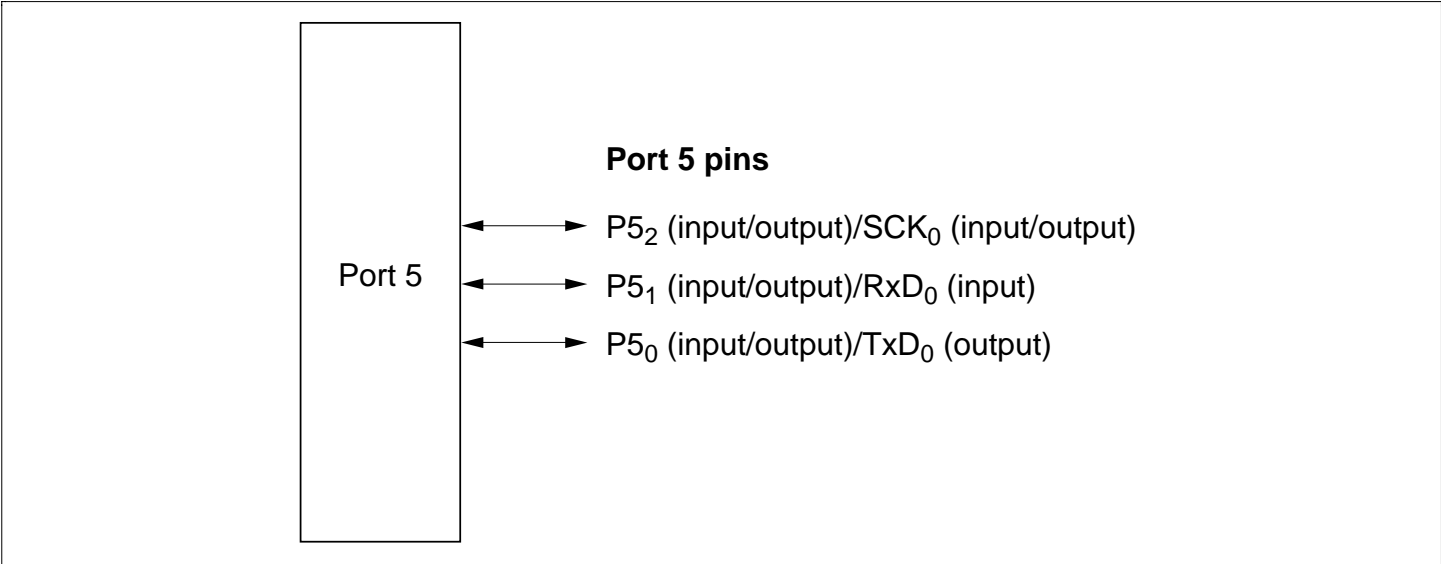 Port 5 pins
P5₂ (input/output)/SCK₀ (input/output)
Port 5
P5₁ (input/output)/RxD₀ (input)
P5₀ (input/output)/TxD₀ (output)